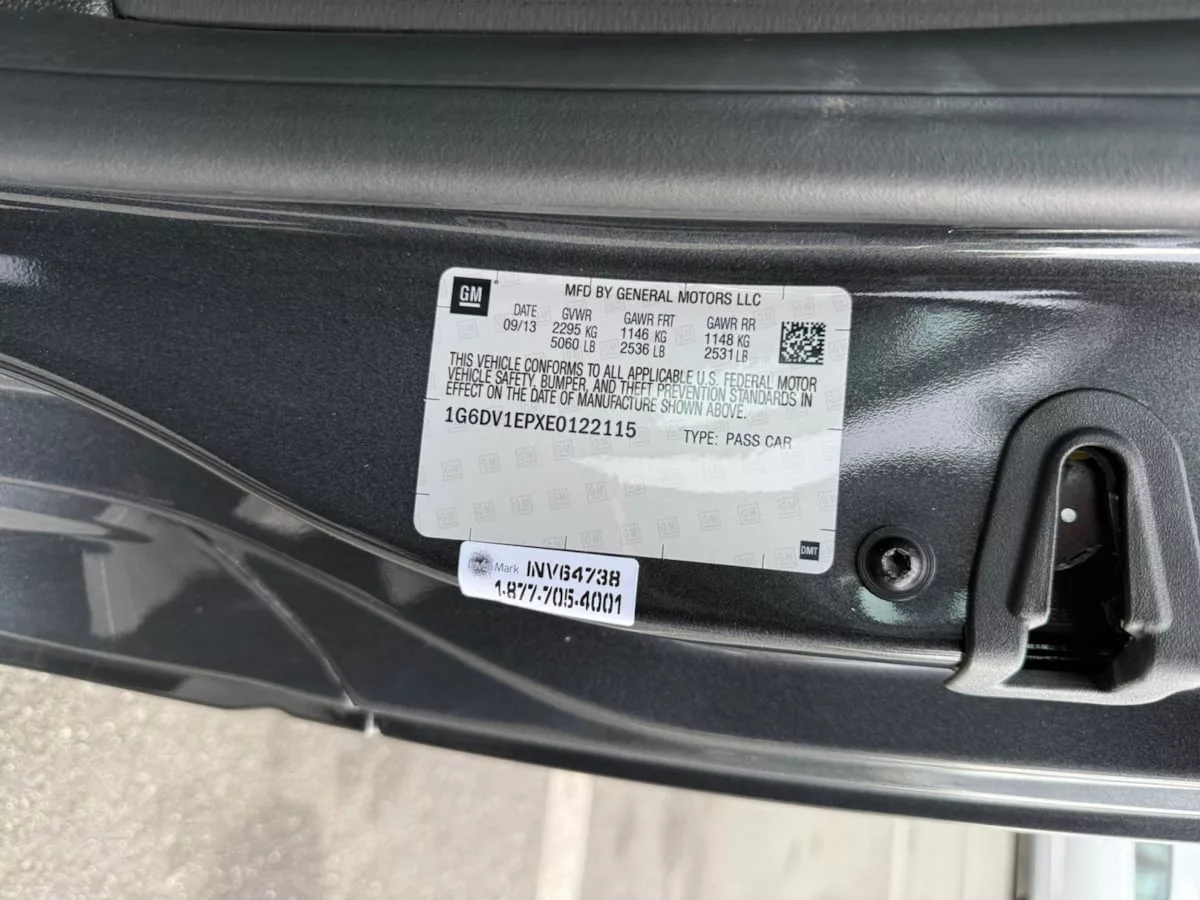 GM
MFD BY GENERAL MOTORS LLC
DATE GVWR GAWR FRT GAWR RR
09/13 2295 KG 1146 KG 1148 KG
5060 LB 2536 LB 2531 LB
THIS VEHICLE CONFORMS TO ALL APPLICABLE U.S. FEDERAL MOTOR
VEHICLE SAFETY, BUMPER, AND THEFT PREVENTION STANDARDS IN
EFFECT ON THE DATE OF MANUFACTURE SHOWN ABOVE.
1G6DV1EPXE0122115 TYPE: PASS CAR
DMT
Mark INV64738
1-877-705-4001